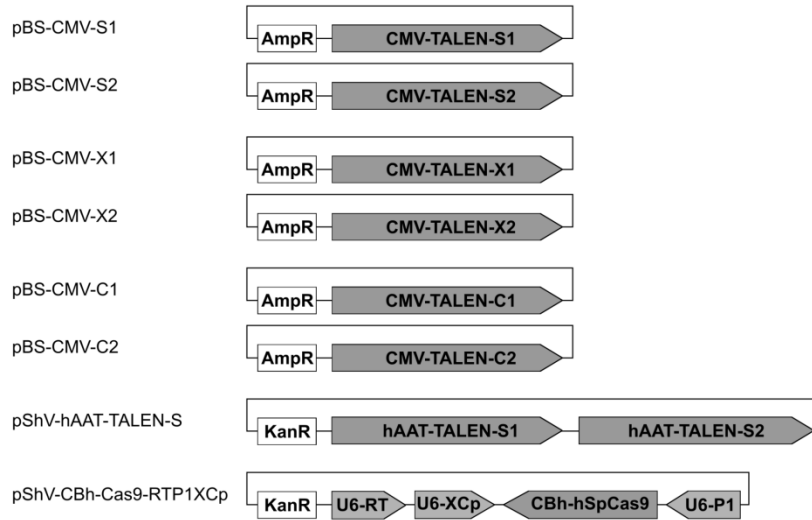 pBS-CMV-S1
AmpR CMV-TALEN-S1
pBS-CMV-S2
AmpR CMV-TALEN-S2
pBS-CMV-X1
AmpR CMV-TALEN-X1
pBS-CMV-X2
AmpR CMV-TALEN-X2
pBS-CMV-C1
AmpR CMV-TALEN-C1
pBS-CMV-C2
AmpR CMV-TALEN-C2
pShV-hAAT-TALEN-S
KanR hAAT-TALEN-S1 hAAT-TALEN-S2
pShV-CBh-Cas9-RTP1XCp
KanR U6-RT U6-XCp CBh-hSpCas9 U6-P1